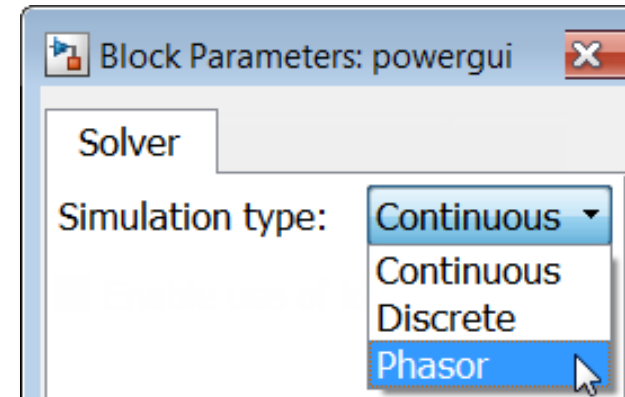 Block Parameters: powergui
Solver
Simulation type: Continuous
Continuous
Discrete
Phasor